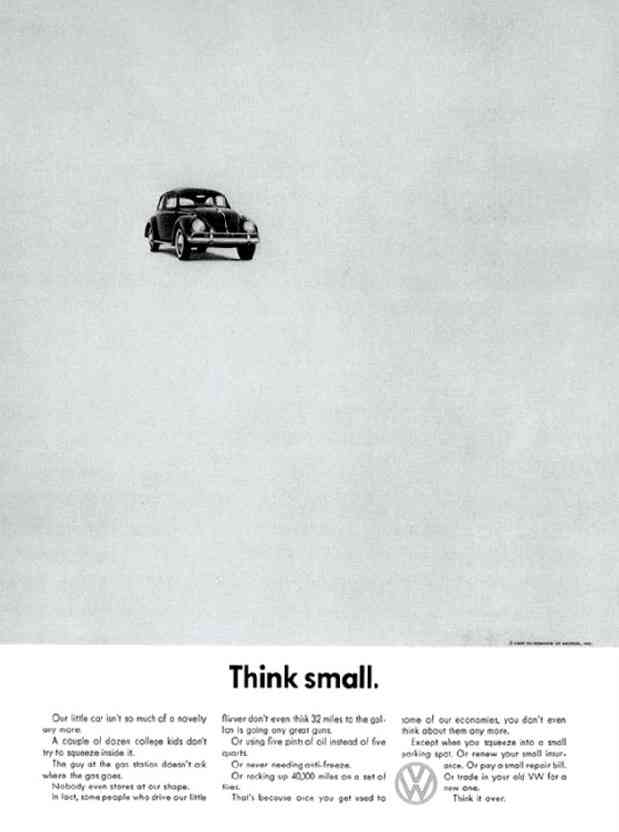 Think small.
Our little car isn't so much of a novelty
any more.
A couple of dozen college kids don't
try to squeeze inside it.
The guy at the gas station doesn't ask
where the gas goes.
Nobody even stares at our shape.
In fact, some people who drive our little
flivver don't even think 32 miles to the gal-
lon is going any great guns.
Or using five pints of oil instead of five
quarts.
Or never needing anti-freeze.
Or racking up 40,000 miles on a set of
tires.
That's because once you get used to
some of our economies, you don't even
think about them any more.
Except when you squeeze into a small
parking spot. Or renew your small insur-
ance. Or pay a small repair bill.
Or trade in your old VW for a
new one.
Think it over.